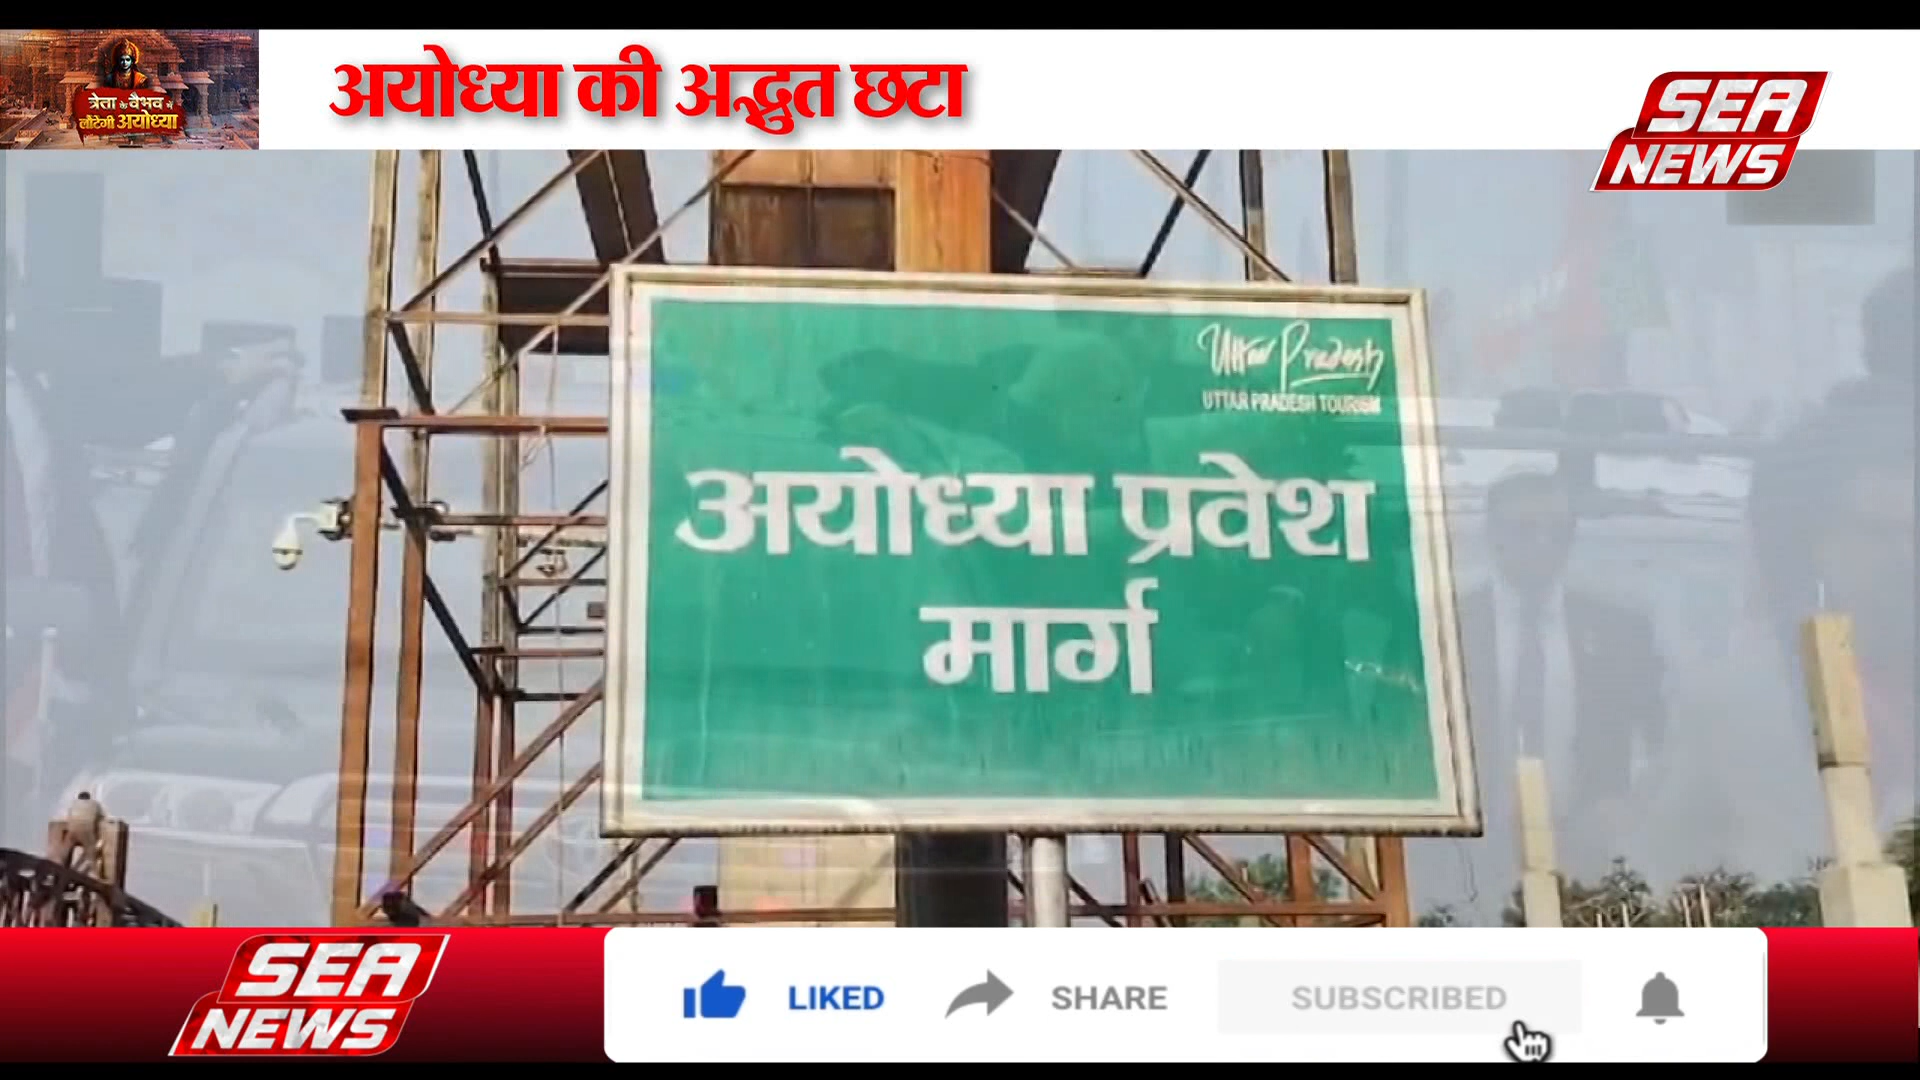 त्रेता के वैभव में
लौटेगी अयोध्या
अयोध्या की अद्भुत छटा
SEA
NEWS
Uttar Pradesh
UTTAR PRADESH TOURISM
अयोध्या प्रवेश
मार्ग
SEA
NEWS
LIKED
SHARE
SUBSCRIBED